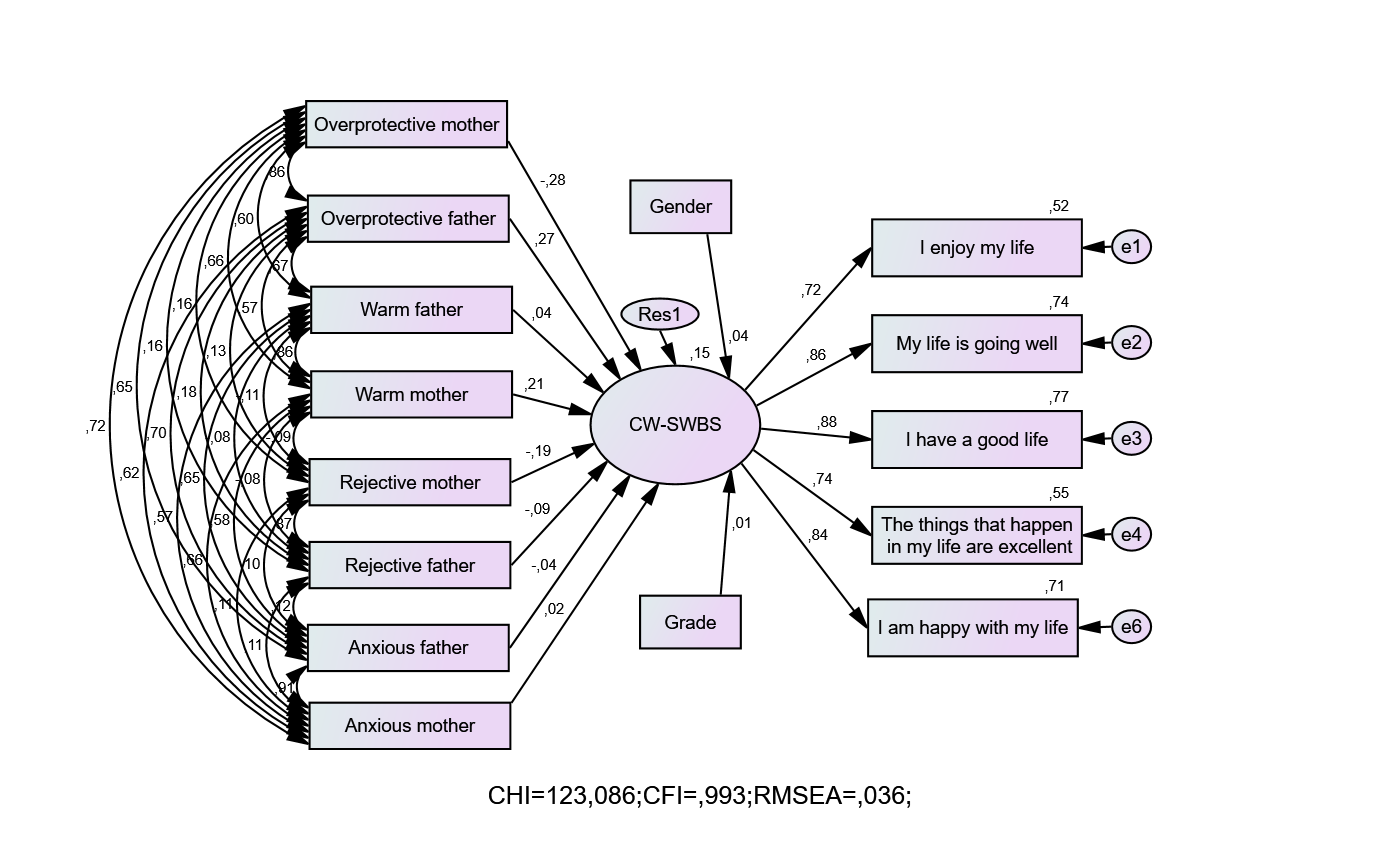 Overprotective mother
Overprotective father
Warm father
Warm mother
Rejective mother
Rejective father
Anxious father
Anxious mother
,86
,60
,67
,66
,57
,16
,86
,16
,13
,65
,18
-,11
,72
,70
,08
-,09
,62
,65
-,08
,57
,58
,87
,66
,10
,11
,12
,11
,91
-,28
,27
,04
,21
-,19
-,09
-,04
,02
Gender
Res1
,15
,04
CW-SWBS
,01
Grade
,72
,86
,88
,74
,84
,52
I enjoy my life
e1
,74
My life is going well
e2
,77
I have a good life
e3
,55
The things that happen
in my life are excellent
e4
,71
I am happy with my life
e6
CHI=123,086;CFI=,993;RMSEA=,036;